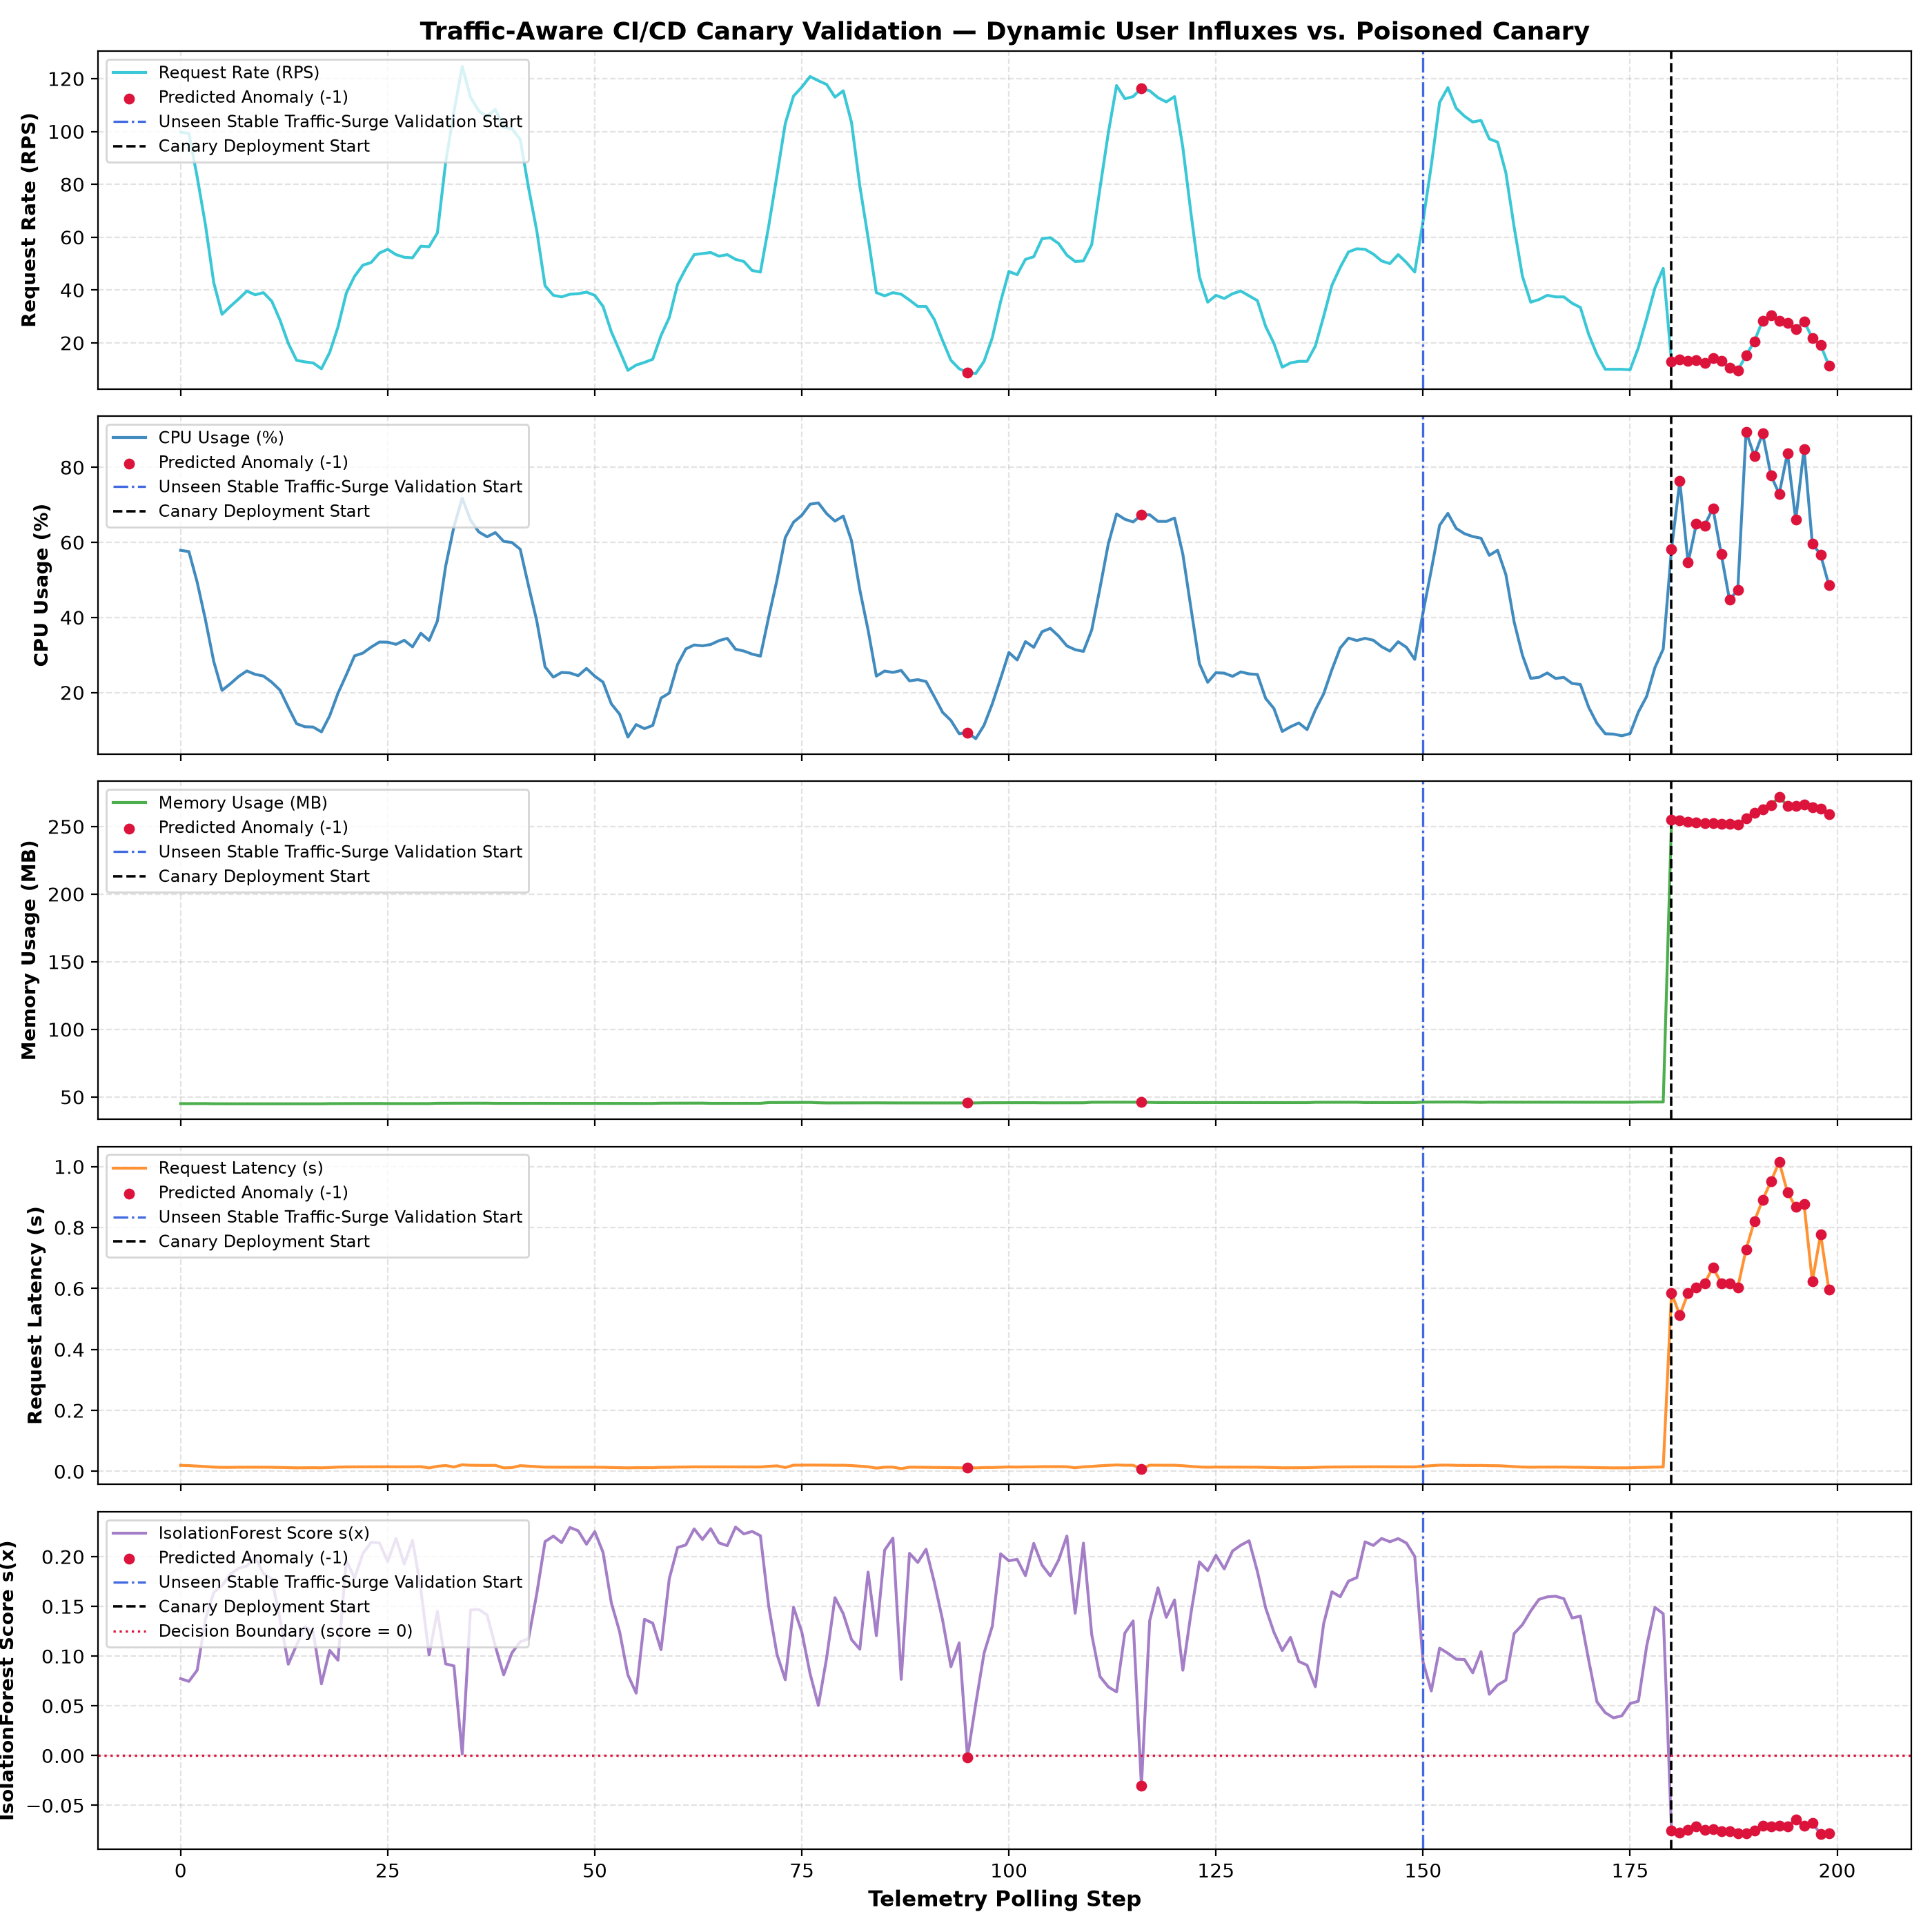 Traffic-Aware CI/CD Canary Validation — Dynamic User Influxes vs. Poisoned Canary
Request Rate (RPS)
120
100
80
60
40
20
Request Rate (RPS)
Predicted Anomaly (-1)
Unseen Stable Traffic-Surge Validation Start
Canary Deployment Start
CPU Usage (%)
80
60
40
20
CPU Usage (%)
Predicted Anomaly (-1)
Unseen Stable Traffic-Surge Validation Start
Canary Deployment Start
Memory Usage (MB)
250
200
150
100
50
Memory Usage (MB)
Predicted Anomaly (-1)
Unseen Stable Traffic-Surge Validation Start
Canary Deployment Start
Request Latency (s)
1.0
0.8
0.6
0.4
0.2
0.0
Request Latency (s)
Predicted Anomaly (-1)
Unseen Stable Traffic-Surge Validation Start
Canary Deployment Start
IsolationForest Score s(x)
0.20
0.15
0.10
0.05
0.00
−0.05
IsolationForest Score s(x)
Predicted Anomaly (-1)
Unseen Stable Traffic-Surge Validation Start
Canary Deployment Start
Decision Boundary (score = 0)
0 25 50 75 100 125 150 175 200
Telemetry Polling Step